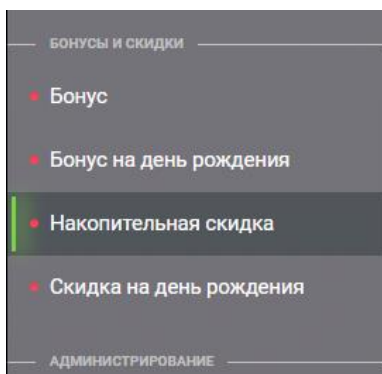 БОНУСЫ И СКИДКИ
Бонус
Бонус на день рождения
Накопительная скидка
Скидка на день рождения
АДМИНИСТРИРОВАНИЕ